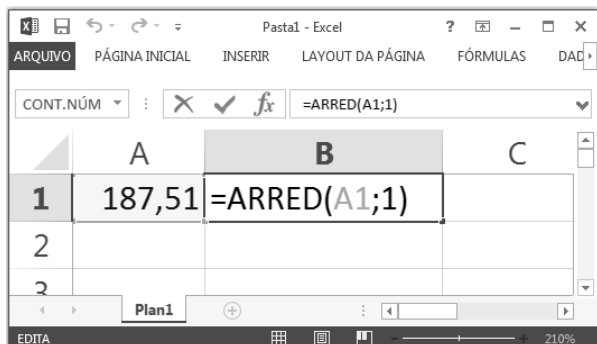 Pasta1 - Excel ?
ARQUIVO PÁGINA INICIAL INSERIR LAYOUT DA PÁGINA FÓRMULAS DAD
CONT.NÚM fx =ARRED(A1;1)
A B C
1 187,51 =ARRED(A1;1)
2
3
Plan1
EDITA 210%